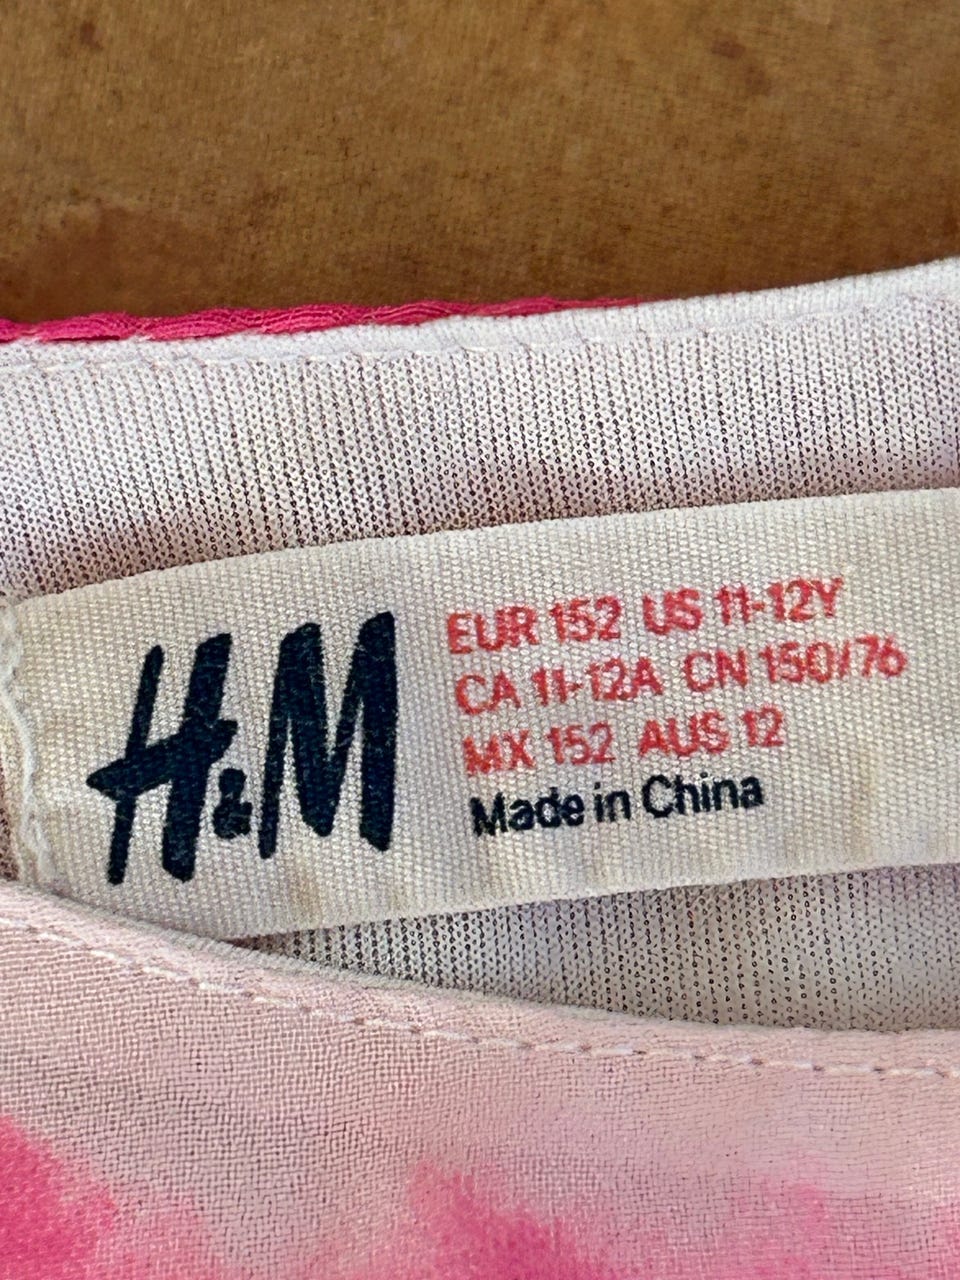 H&M
EUR 152 US 11-12Y
CA 11-12A CN 150/76
MX 152 AUS 12
Made in China